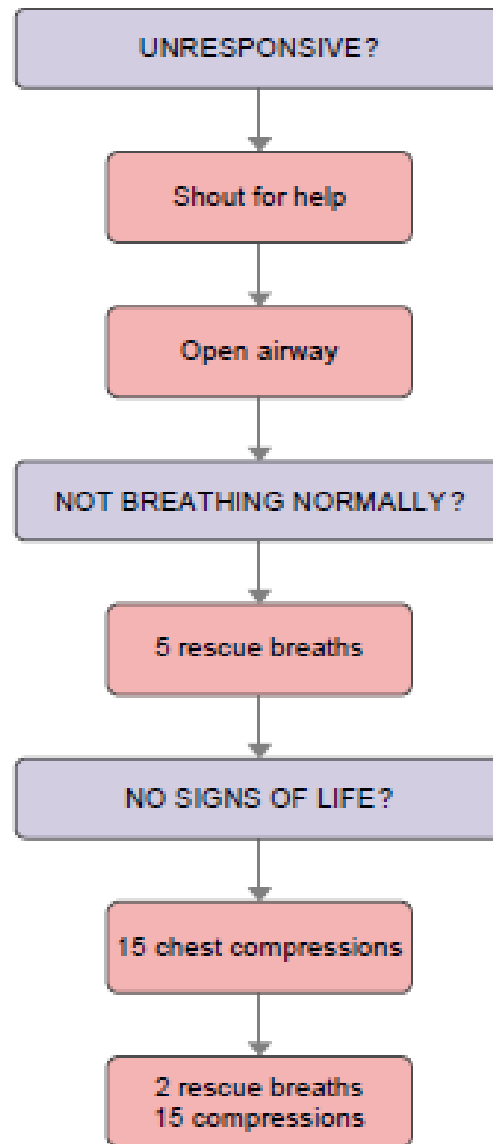 UNRESPONSIVE?
Shout for help
Open airway
NOT BREATHING NORMALLY?
5 rescue breaths
NO SIGNS OF LIFE?
15 chest compressions
2 rescue breaths
15 compressions